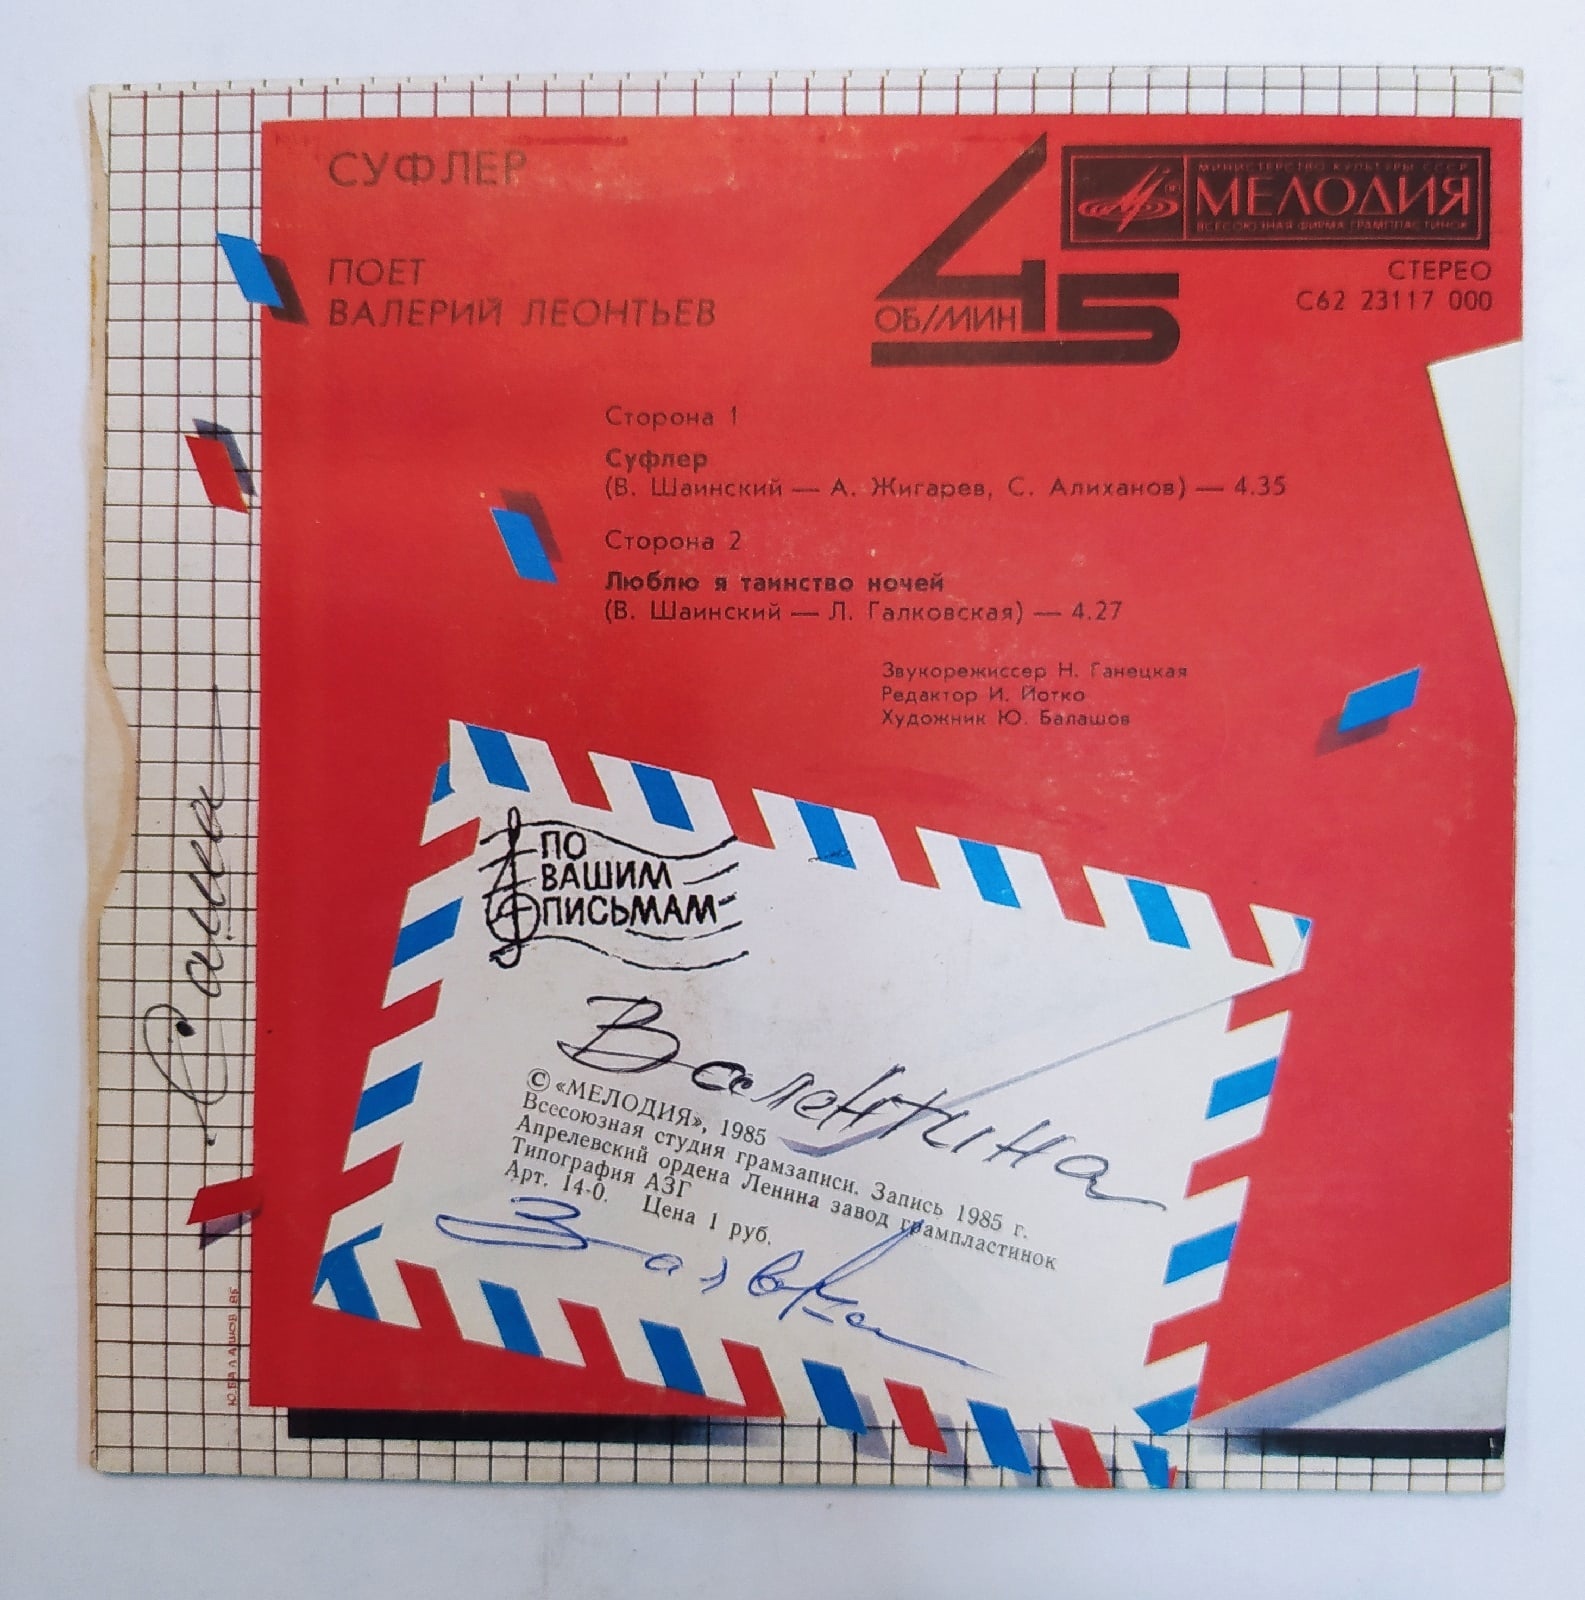 СУФЛЕР
ПОЕТ
ВАЛЕРИЙ ЛЕОНТЬЕВ
45
ОБ/МИН
МИНИСТЕРСТВО КУЛЬТУРЫ СССР
МЕЛОДИЯ
ВСЕСОЮЗНАЯ ФИРМА ГРАМПЛАСТИНОК
СТЕРЕО
С62 23117 000
Сторона 1
Суфлер
(В. Шаинский — А. Жигарев, С. Алиханов) — 4.35
Сторона 2
Люблю я таинство ночей
(В. Шаинский — Л. Галковская) — 4.27
Звукорежиссер Н. Ганецкая
Редактор И. Йотко
Художник Ю. Балашов
ПО
ВАШИМ
ПИСЬМАМ
Саша
Валентина
© «МЕЛОДИЯ», 1985
Всесоюзная студия грамзаписи. Запись 1985 г.
Апрелевский ордена Ленина завод грампластинок
Типография АЗГ
Арт. 14-0. Цена 1 руб.
Ю.БАЛАШОВ 85